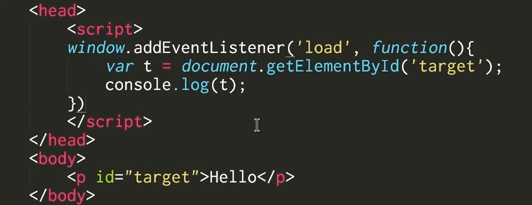 <head>
<script>
window.addEventListener('load', function(){
var t = document.getElementById('target');
console.log(t);
})
</script>
</head>
<body>
<p id="target">Hello</p>
</body>